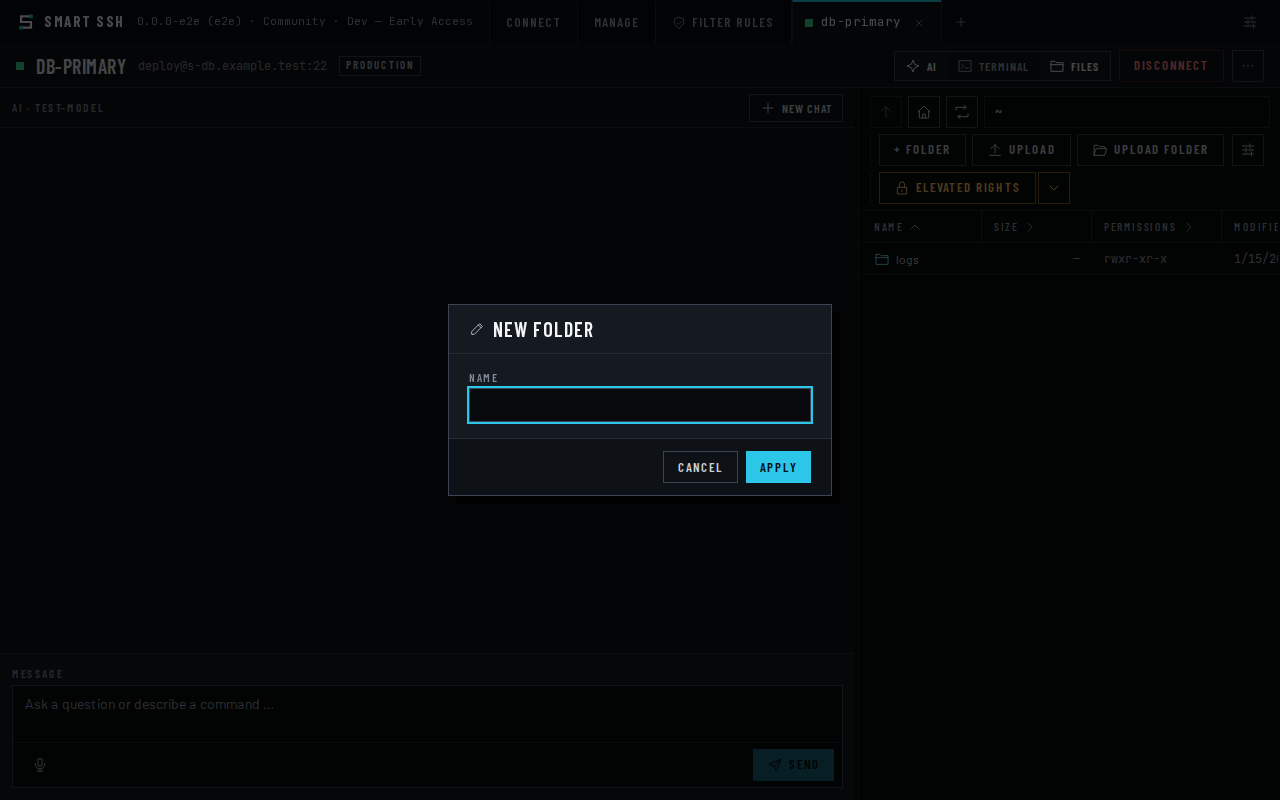 SMART SSH 0.0.0-e2e (e2e) · Community · Dev — Early Access CONNECT MANAGE FILTER RULES db-primary × +
DB-PRIMARY deploy@s-db.example.test:22 PRODUCTION AI TERMINAL FILES DISCONNECT ...
AI · TEST-MODEL + NEW CHAT
~
+ FOLDER UPLOAD UPLOAD FOLDER
ELEVATED RIGHTS
NAME SIZE PERMISSIONS MODIFIE
logs — rwxr-xr-x 1/15/20
NEW FOLDER
NAME
CANCEL APPLY
MESSAGE
Ask a question or describe a command ...
SEND